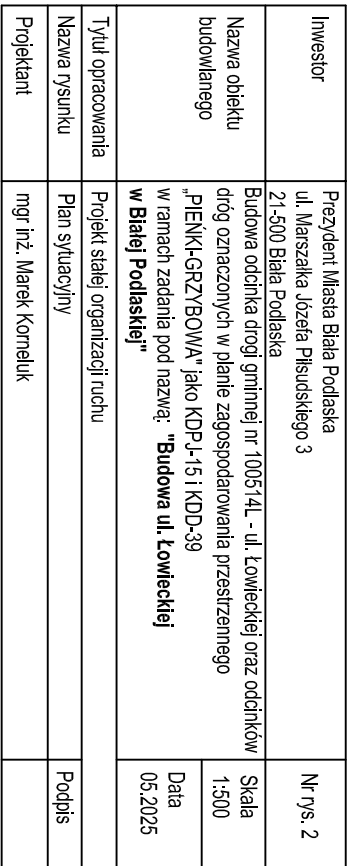 Inwestor
Prezydent Miasta Biała Podlaska
ul. Marszałka Józefa Piłsudskiego 3
21-500 Biała Podlaska
Nr rys. 2
Nazwa obiektu
budowlanego
Budowa odcinka drogi gminnej nr 100514L - ul. Łowieckiej oraz odcinków
dróg oznaczonych w planie zagospodarowania przestrzennego
„PIEŃKI-GRZYBOWA" jako KDPJ-15 i KDD-39
w ramach zadania pod nazwą: "Budowa ul. Łowieckiej
w Białej Podlaskiej"
Skala
1:500
Data
05.2025
Tytuł opracowania
Projekt stałej organizacji ruchu
Nazwa rysunku
Plan sytuacyjny
Podpis
Projektant
mgr inż. Marek Korneluk